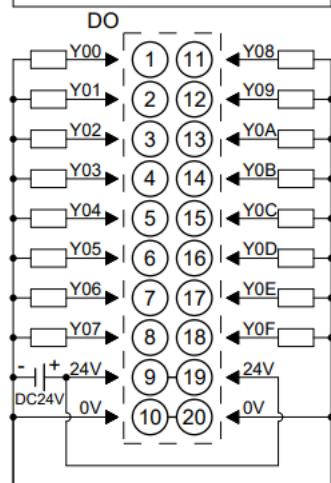 DO
Y00 1 11 Y08
Y01 2 12 Y09
Y02 3 13 Y0A
Y03 4 14 Y0B
Y04 5 15 Y0C
Y05 6 16 Y0D
Y06 7 17 Y0E
Y07 8 18 Y0F
- + 24V 9 19 24V
DC24V
0V 10 20 0V